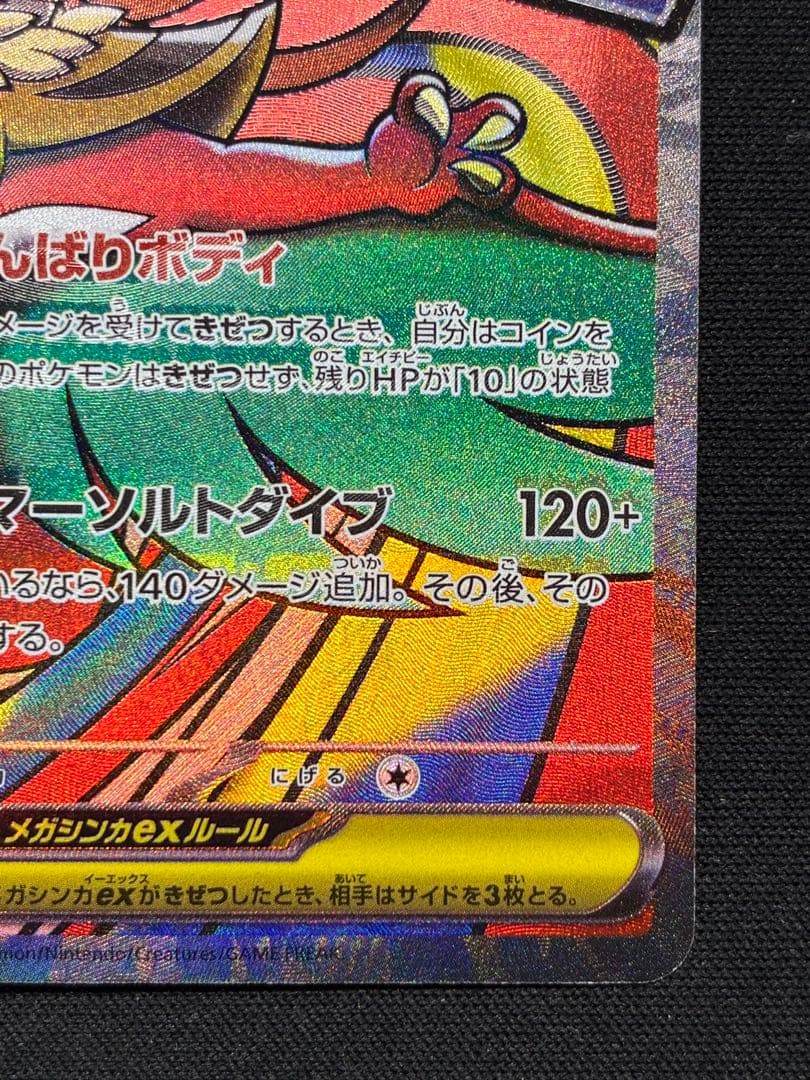 んばりボディ
メージを受けてきぜつするとき、自分はコインを
のポケモンはきぜつせず、残りHPが「10」の状態
マーソルトダイブ 120+
いるなら、140ダメージ追加。その後、その
する。
にげる
メガシンカexルール
ガシンカexがきぜつしたとき、相手はサイドを3枚とる。
mon/Nintendo/Creatures/GAME FREAK